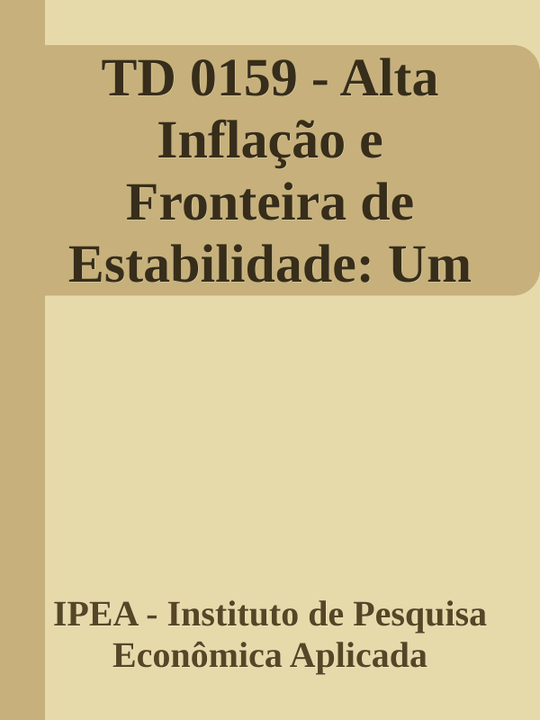 TD 0159 - Alta
Inflação e
Fronteira de
Estabilidade: Um
IPEA - Instituto de Pesquisa
Econômica Aplicada